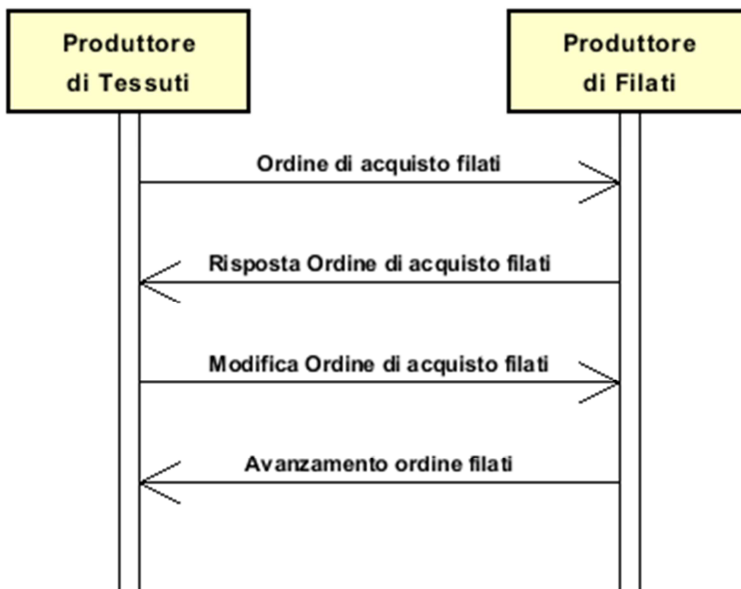 Produttore
di Tessuti
Produttore
di Filati
Ordine di acquisto filati
Risposta Ordine di acquisto filati
Modifica Ordine di acquisto filati
Avanzamento ordine filati